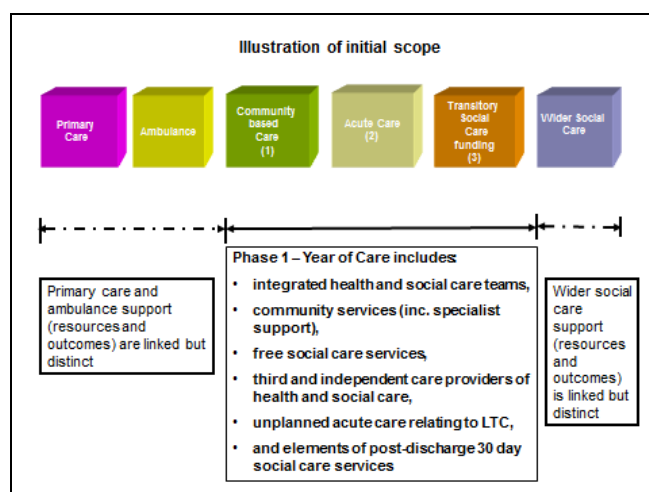 Illustration of initial scope
Primary
Care
Ambulance
Community
based
Care
(1)
Acute Care
(2)
Transitory
Social
Care
funding
(3)
Wider Social
Care
Primary care and
ambulance support
(resources and
outcomes) are linked but
distinct
Phase 1 – Year of Care includes:
• integrated health and social care teams,
• community services (inc. specialist
support),
• free social care services,
• third and independent care providers of
health and social care,
• unplanned acute care relating to LTC,
• and elements of post-discharge 30 day
social care services
Wider social
care
support
(resources
and
outcomes)
is linked but
distinct